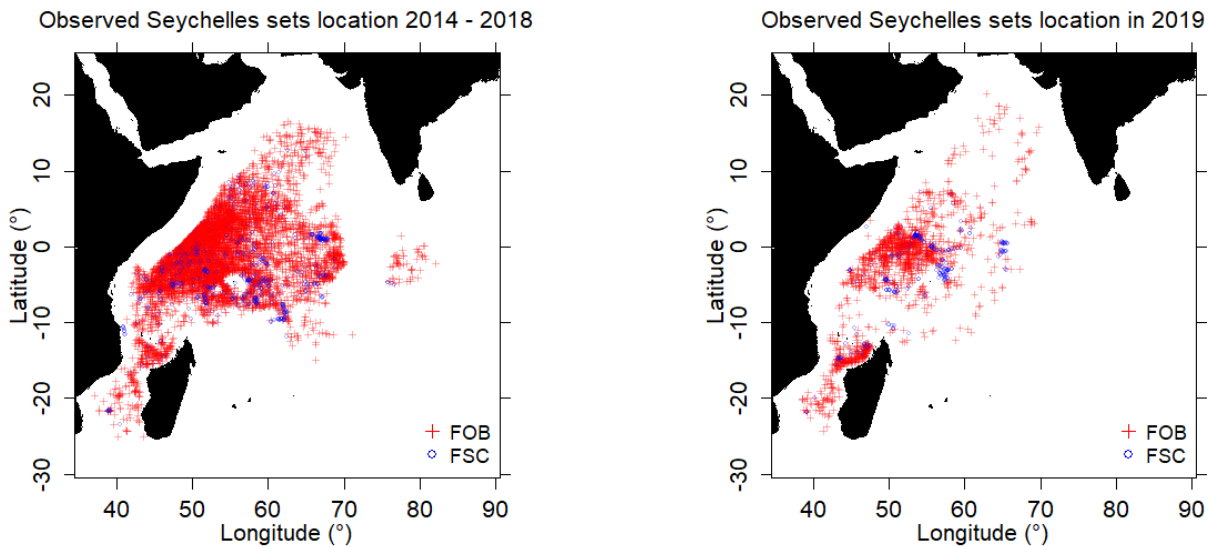 Observed Seychelles sets location 2014 - 2018
20
10
0
-10
-20
-30
Latitude (°)
FOB
FSC
40 50 60 70 80 90
Longitude (°)
Observed Seychelles sets location in 2019
20
10
0
-10
-20
-30
Latitude (°)
FOB
FSC
40 50 60 70 80 90
Longitude (°)